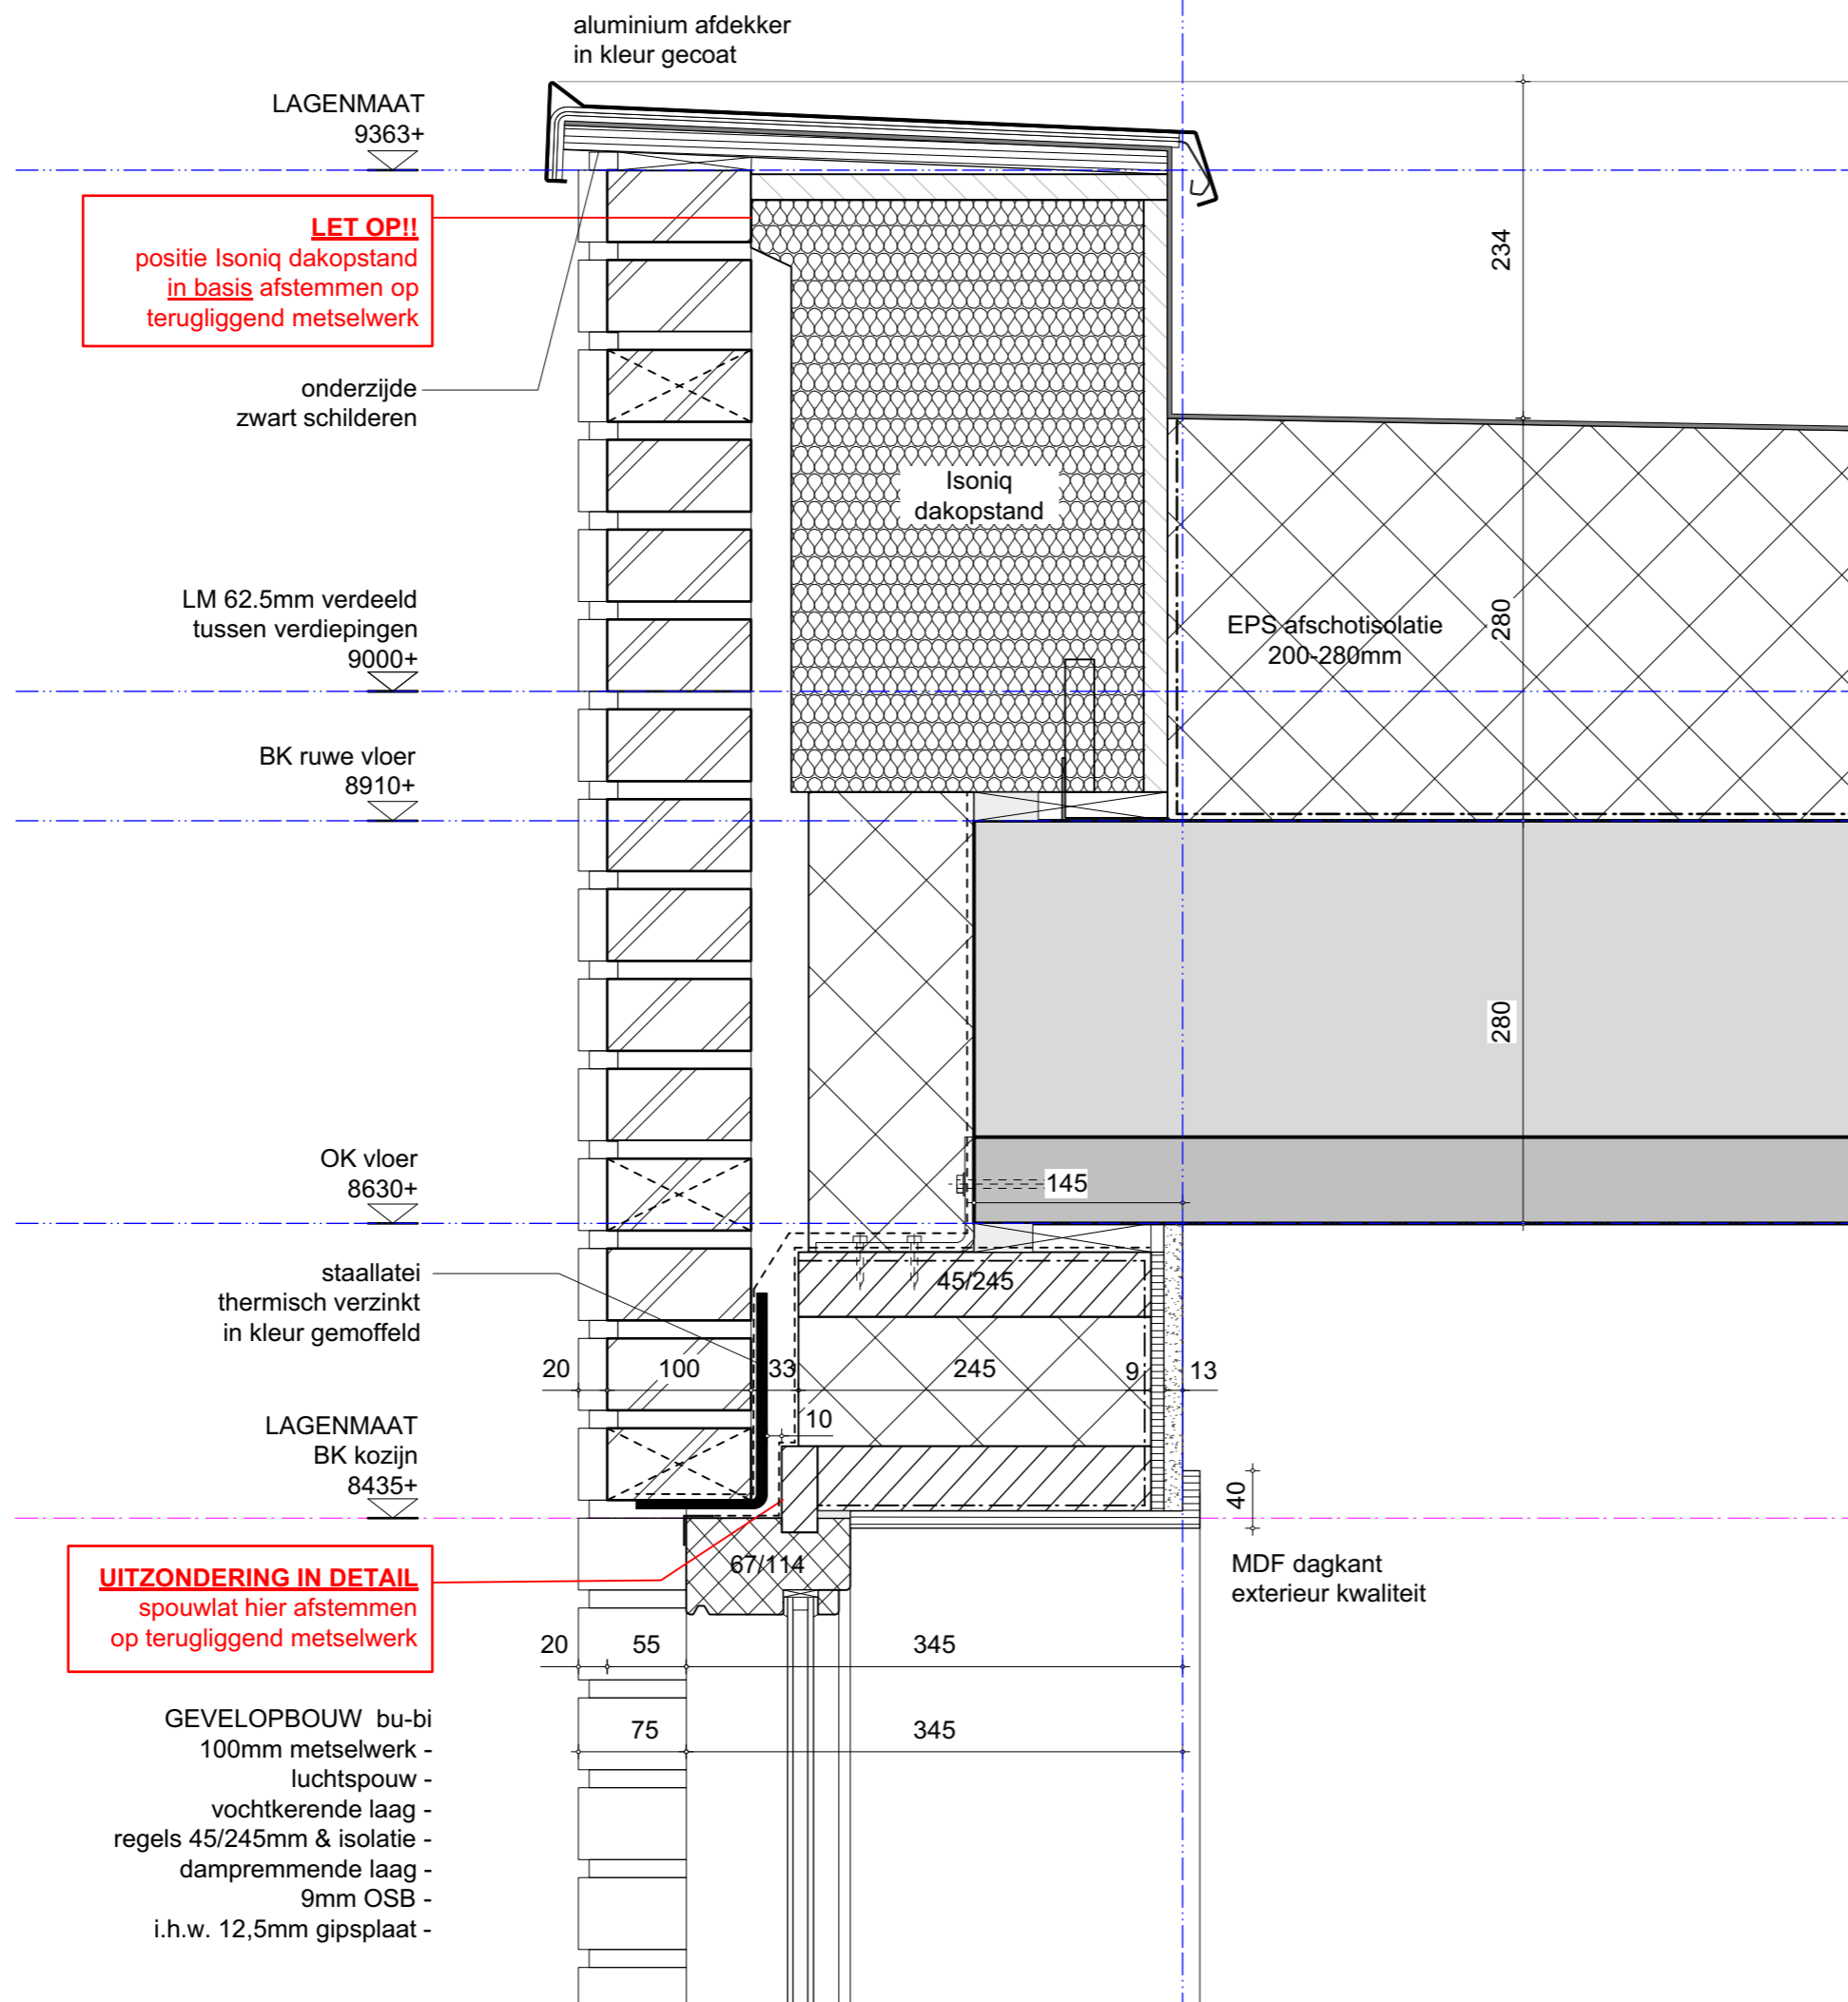 aluminium afdekker
in kleur gecoat
LAGENMAAT
9363+
LET OP!!
positie Isoniq dakopstand
in basis afstemmen op
terugliggend metselwerk
234
onderzijde
zwart schilderen
Isoniq
dakopstand
LM 62.5mm verdeeld
tussen verdiepingen
9000+
EPS afschotisolatie
200-280mm
280
BK ruwe vloer
8910+
280
OK vloer
8630+
145
staallatei
thermisch verzinkt
in kleur gemoffeld
45/245
20
100
33
245
9
13
10
LAGENMAAT
BK kozijn
8435+
40
UITZONDERING IN DETAIL
spouwlat hier afstemmen
op terugliggend metselwerk
67/114
MDF dagkant
exterieur kwaliteit
20
55
345
75
345
GEVELOPBOUW bu-bi
100mm metselwerk -
luchtspouw -
vochtkerende laag -
regels 45/245mm & isolatie -
dampremmende laag -
9mm OSB -
i.h.w. 12,5mm gipsplaat -